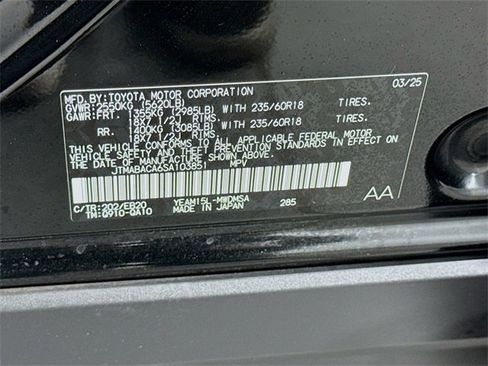 MFD. BY: TOYOTA MOTOR CORPORATION 03/25
GVWR: 2550KG (5620LB)
GAWR: FRT. 1355KG (2985LB) WITH 235/60R18 TIRES.
18X7 1/2J RIMS.
RR. 1400KG (3085LB) WITH 235/60R18 TIRES.
18X7 1/2J RIMS.
THIS VEHICLE CONFORMS TO ALL APPLICABLE FEDERAL MOTOR
VEHICLE SAFETY AND THEFT PREVENTION STANDARDS IN EFFECT ON
THE DATE OF MANUFACTURE SHOWN ABOVE.
JTMABACA6SA103851 MPV
C/TR: 202/EB20 YEAM15L-MWDMSA AA
TM: 0910-QA10 MADE IN JAPAN 285